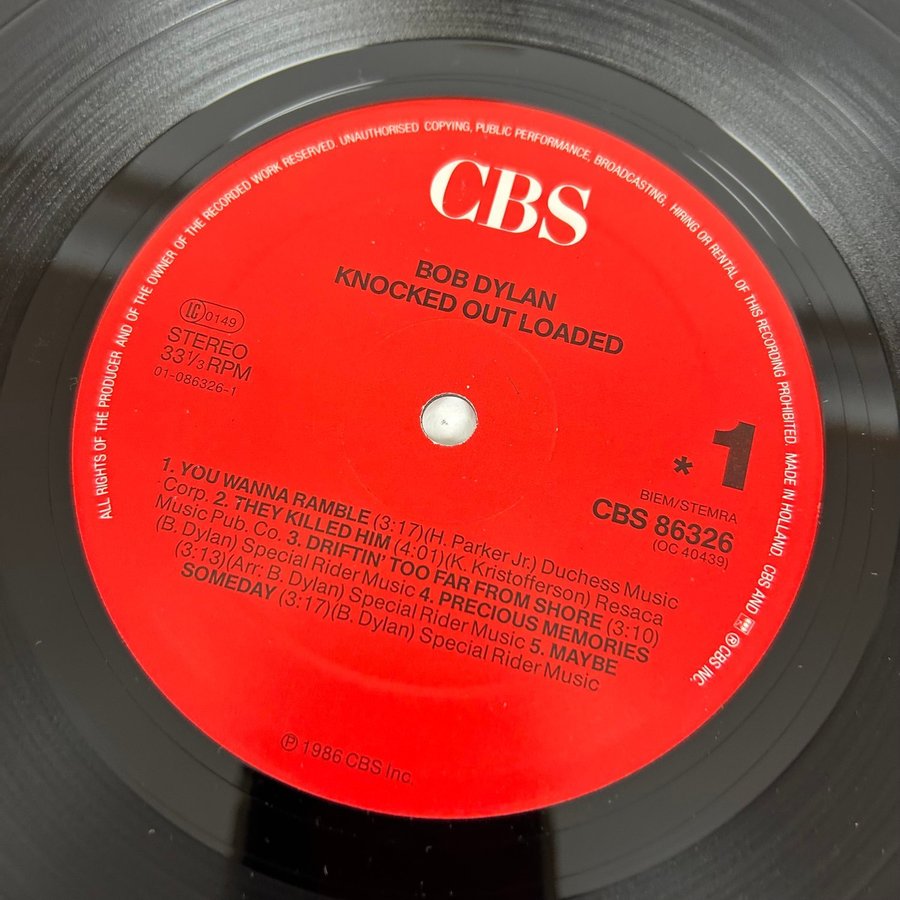 ALL RIGHTS OF THE PRODUCER AND OF THE OWNER OF THE RECORDED WORK RESERVED. UNAUTHORISED COPYING, PUBLIC PERFORMANCE, BROADCASTING, HIRING OR RENTAL OF THIS RECORDING PROHIBITED. MADE IN HOLLAND. CBS AND ℗ CBS INC.
CBS
BOB DYLAN
KNOCKED OUT LOADED
LC 0149
STEREO
33 1/3 RPM
01-086326-1
* 1
BIEM/STEMRA
CBS 86326
(OC 40439)
1. YOU WANNA RAMBLE (3:17)(H. Parker Jr.) Duchess Music
Corp. 2. THEY KILLED HIM (4:01)(K. Kristofferson) Resaca
Music Pub. Co. 3. DRIFTIN' TOO FAR FROM SHORE (3:10)
(B. Dylan) Special Rider Music 4. PRECIOUS MEMORIES
(3:13)(Arr: B. Dylan) Special Rider Music 5. MAYBE
SOMEDAY (3:17)(B. Dylan) Special Rider Music
℗ 1986 CBS Inc.